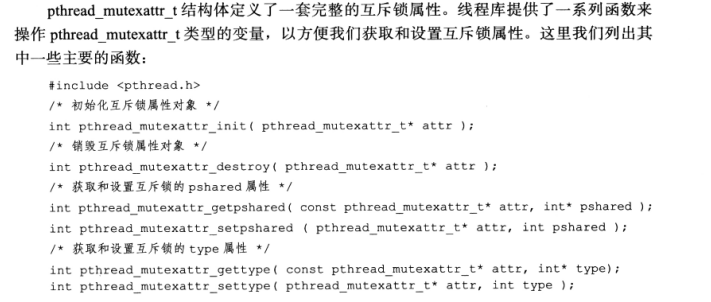 pthread_mutexattr_t 结构体定义了一套完整的互斥锁属性。线程库提供了一系列函数来
操作 pthread_mutexattr_t 类型的变量，以方便我们获取和设置互斥锁属性。这里我们列出其
中一些主要的函数：
#include <pthread.h>
/* 初始化互斥锁属性对象 */
int pthread_mutexattr_init( pthread_mutexattr_t* attr );
/* 销毁互斥锁属性对象 */
int pthread_mutexattr_destroy( pthread_mutexattr_t* attr );
/* 获取和设置互斥锁的 pshared 属性 */
int pthread_mutexattr_getpshared( const pthread_mutexattr_t* attr, int* pshared );
int pthread_mutexattr_setpshared ( pthread_mutexattr_t* attr, int pshared );
/* 获取和设置互斥锁的 type 属性 */
int pthread_mutexattr_gettype( const pthread_mutexattr_t* attr, int* type);
int pthread_mutexattr_settype( pthread_mutexattr_t* attr, int type );